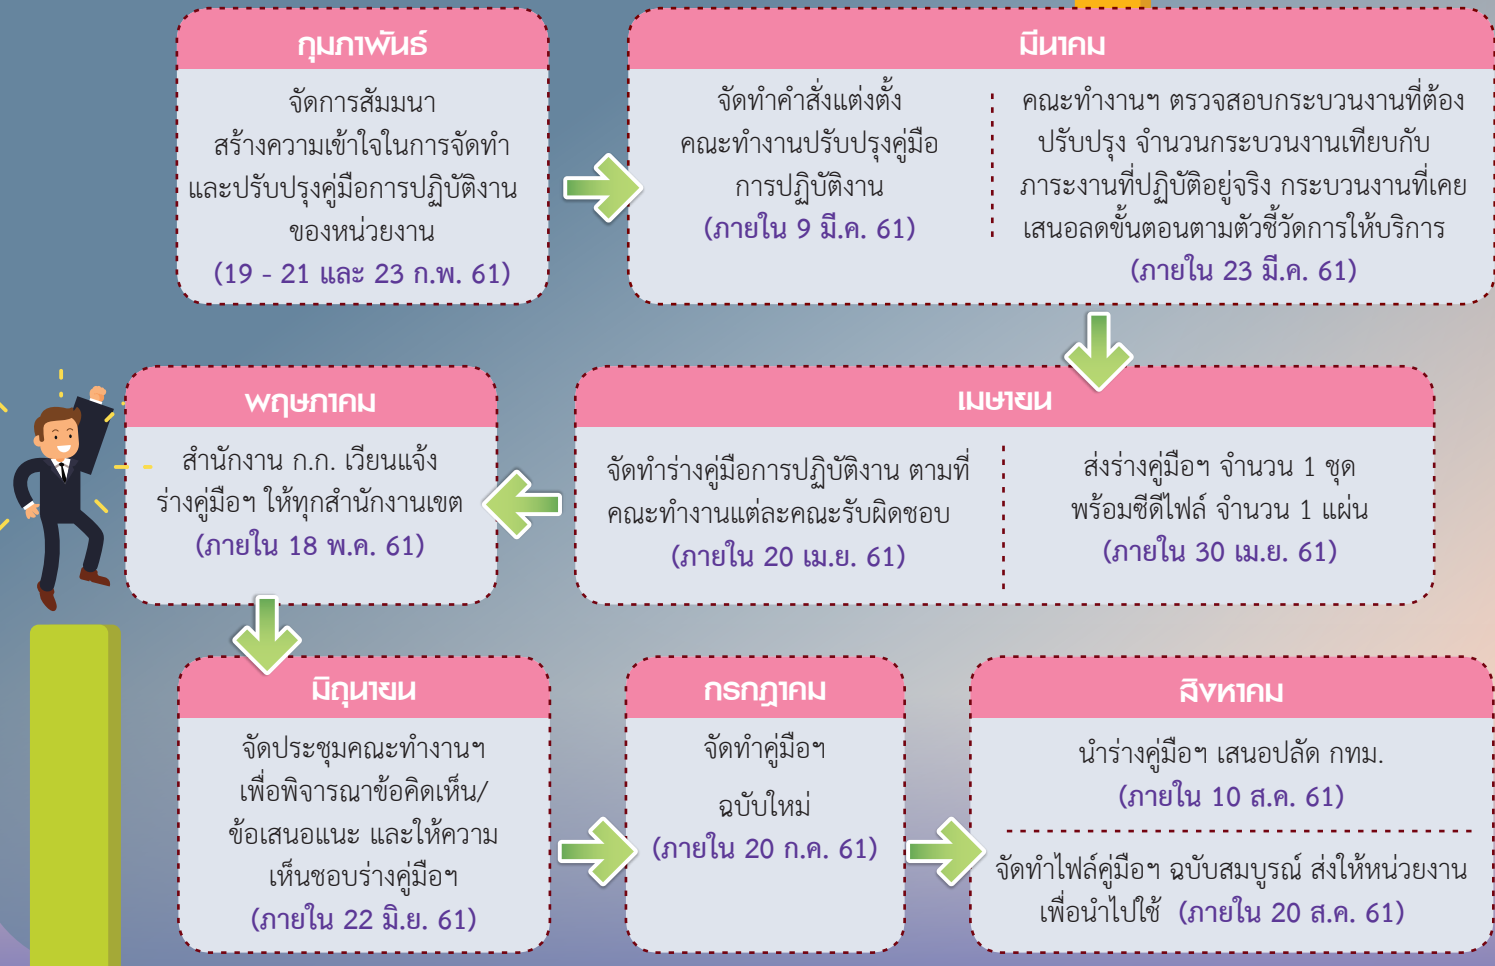 กุมภาพันธ์
จัดการสัมมนา
สร้างความเข้าใจในการจัดทำ
และปรับปรุงคู่มือการปฏิบัติงาน
ของหน่วยงาน
(19 - 21 และ 23 ก.พ. 61)
มีนาคม
จัดทำคำสั่งแต่งตั้ง
คณะทำงานปรับปรุงคู่มือ
การปฏิบัติงาน
(ภายใน 9 มี.ค. 61)
คณะทำงานฯ ตรวจสอบกระบวนงานที่ต้อง
ปรับปรุง จำนวนกระบวนงานเทียบกับ
ภาระงานที่ปฏิบัติอยู่จริง กระบวนงานที่เคย
เสนอลดขั้นตอนตามตัวชี้วัดการให้บริการ
(ภายใน 23 มี.ค. 61)
เมษายน
จัดทำร่างคู่มือการปฏิบัติงาน ตามที่
คณะทำงานแต่ละคณะรับผิดชอบ
(ภายใน 20 เม.ย. 61)
ส่งร่างคู่มือฯ จำนวน 1 ชุด
พร้อมซีดีไฟล์ จำนวน 1 แผ่น
(ภายใน 30 เม.ย. 61)
พฤษภาคม
สำนักงาน ก.ก. เวียนแจ้ง
ร่างคู่มือฯ ให้ทุกสำนักงานเขต
(ภายใน 18 พ.ค. 61)
มิถุนายน
จัดประชุมคณะทำงานฯ
เพื่อพิจารณาข้อคิดเห็น/
ข้อเสนอแนะ และให้ความ
เห็นชอบร่างคู่มือฯ
(ภายใน 22 มิ.ย. 61)
กรกฎาคม
จัดทำคู่มือฯ
ฉบับใหม่
(ภายใน 20 ก.ค. 61)
สิงหาคม
นำร่างคู่มือฯ เสนอปลัด กทม.
(ภายใน 10 ส.ค. 61)
จัดทำไฟล์คู่มือฯ ฉบับสมบูรณ์ ส่งให้หน่วยงาน
เพื่อนำไปใช้ (ภายใน 20 ส.ค. 61)